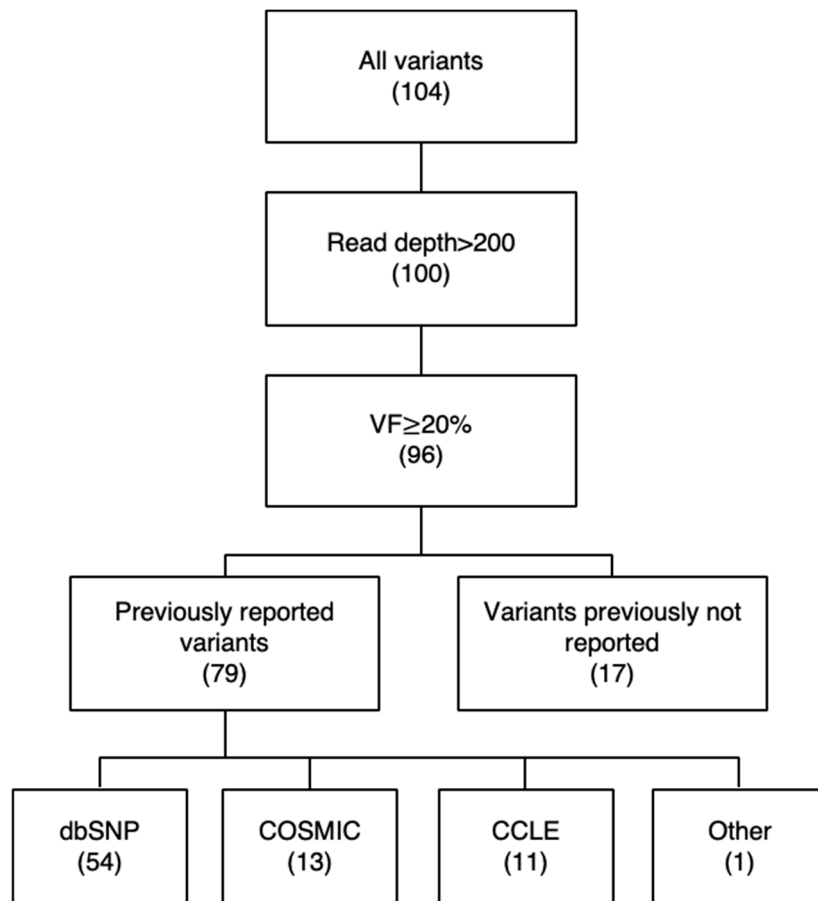 All variants
(104)
Read depth>200
(100)
VF≥20%
(96)
Previously reported
variants
(79)
Variants previously not
reported
(17)
dbSNP
(54)
COSMIC
(13)
CCLE
(11)
Other
(1)